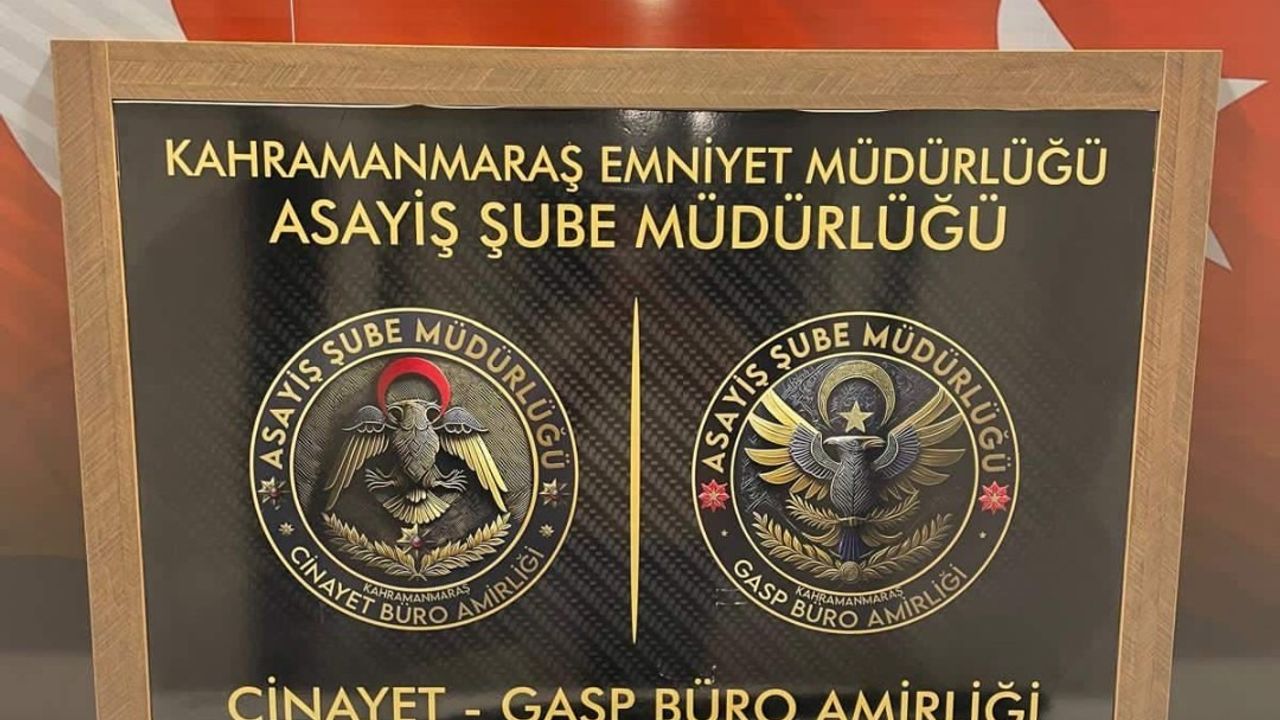 KAHRAMANMARAŞ EMNİYET MÜDÜRLÜĞÜ
ASAYİŞ ŞUBE MÜDÜRLÜĞÜ
ASAYİŞ ŞUBE MÜDÜRLÜĞÜ
KAHRAMANMARAŞ
CİNAYET BÜRO AMİRLİĞİ
ASAYİŞ ŞUBE MÜDÜRLÜĞÜ
KAHRAMANMARAŞ
GASP BÜRO AMİRLİĞİ
CİNAYET - GASP BÜRO AMİRLİĞİ